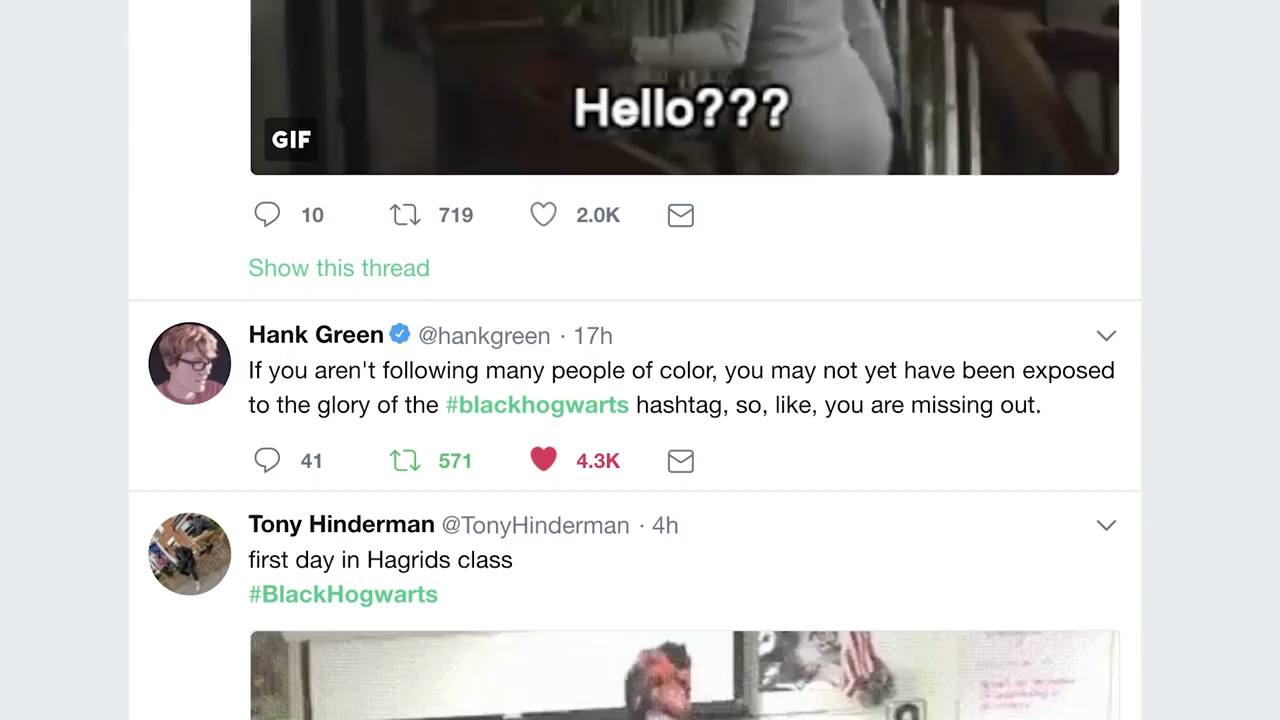 Hello???
GIF
10 719 2.0K
Show this thread
Hank Green @hankgreen · 17h
If you aren't following many people of color, you may not yet have been exposed
to the glory of the #blackhogwarts hashtag, so, like, you are missing out.
41 571 4.3K
Tony Hinderman @TonyHinderman · 4h
first day in Hagrids class
#BlackHogwarts